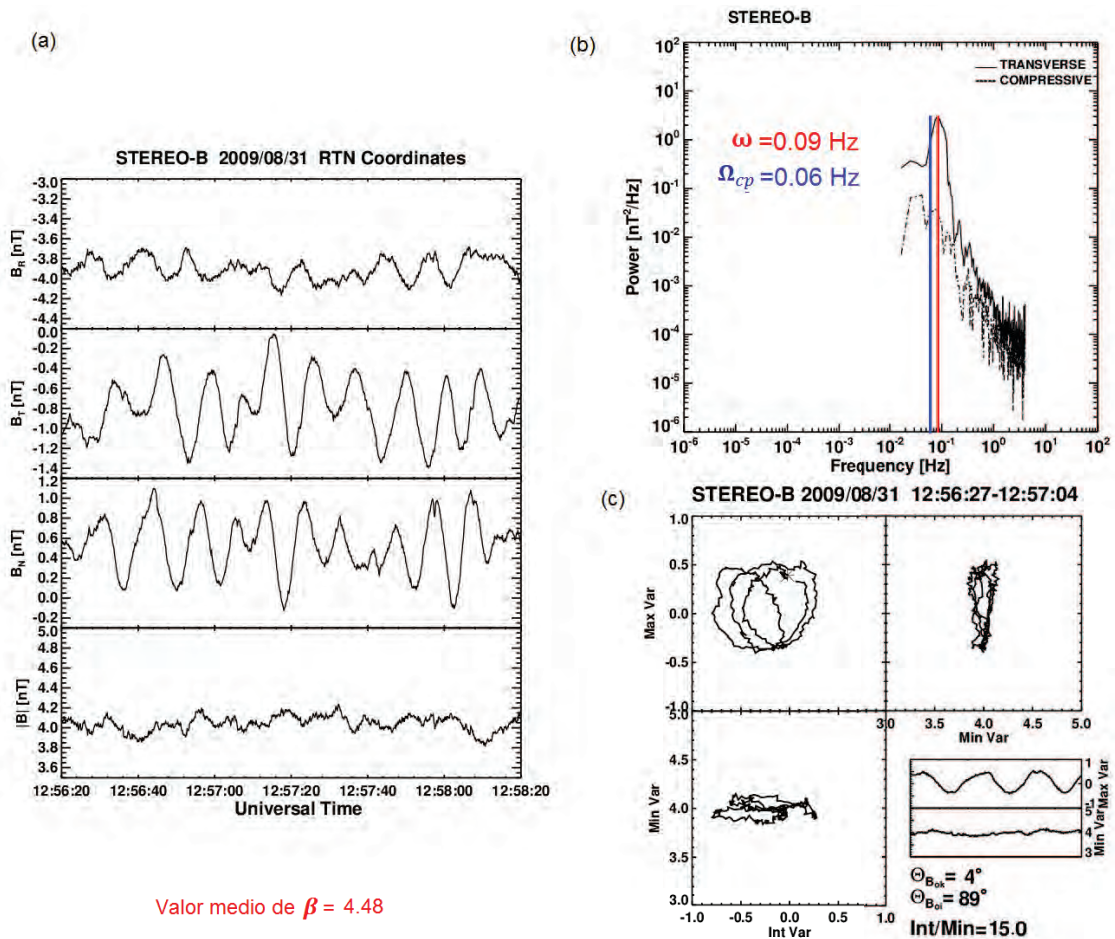 (a)
STEREO-B 2009/08/31 RTN Coordinates
B_R [nT]
-3.0
-3.2
-3.4
-3.6
-3.8
-4.0
-4.2
-4.4
B_T [nT]
0.0
-0.2
-0.4
-0.6
-0.8
-1.0
-1.2
-1.4
B_N [nT]
1.2
1.0
0.8
0.6
0.4
0.2
0.0
-0.2
|B| [nT]
5.0
4.8
4.6
4.4
4.2
4.0
3.8
3.6
12:56:20 12:56:40 12:57:00 12:57:20 12:57:40 12:58:00 12:58:20
Universal Time
Valor medio de β = 4.48
STEREO-B
(b)
TRANSVERSE
COMPRESSIVE
ω =0.09 Hz
Ω_cp =0.06 Hz
Power [nT²/Hz]
10²
10¹
10⁰
10⁻¹
10⁻²
10⁻³
10⁻⁴
10⁻⁵
10⁻⁶
10⁻⁶ 10⁻⁵ 10⁻⁴ 10⁻³ 10⁻² 10⁻¹ 10⁰ 10¹ 10²
Frequency [Hz]
(c)
STEREO-B 2009/08/31 12:56:27-12:57:04
Max Var
1.0
0.5
0.0
-0.5
-1.0
3.0 3.5 4.0 4.5 5.0
Min Var
Min Var
5.0
4.5
4.0
3.5
3.0
-1.0 -0.5 0.0 0.5 1.0
Int Var
1
0
-1
Max Var
5
4
3
Min Var
Θ_Bok = 4°
Θ_Boi = 89°
Int/Min=15.0